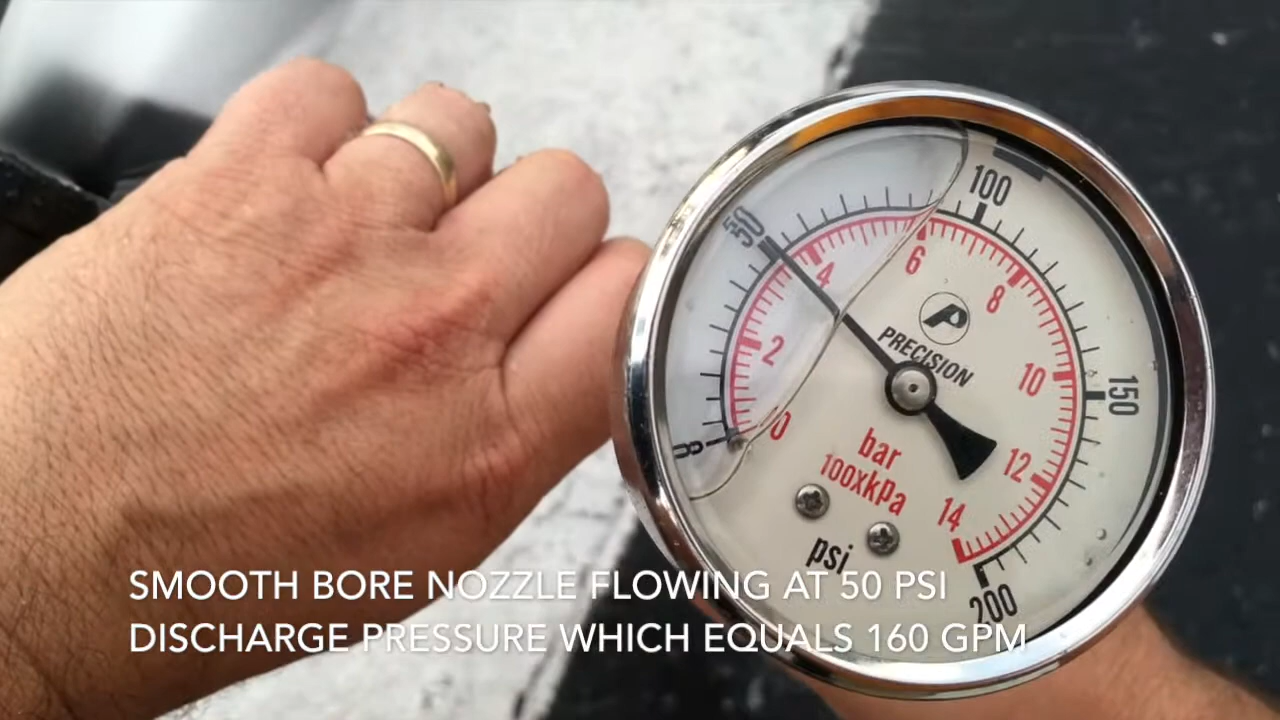 50
100
150
200
0
0
2
4
6
8
10
12
14
P
PRECISION
bar
100xkPa
psi
SMOOTH BORE NOZZLE FLOWING AT 50 PSI
DISCHARGE PRESSURE WHICH EQUALS 160 GPM